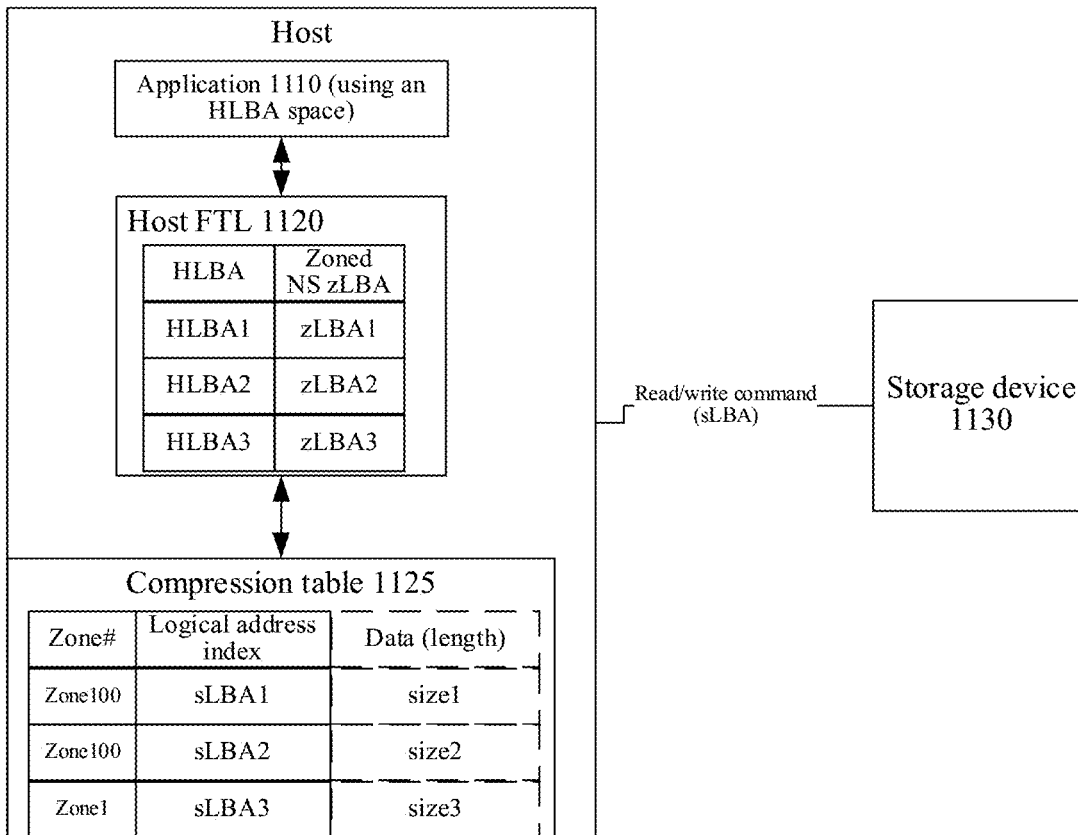 Host
Application 1110 (using an
HLBA space)
Host FTL 1120
HLBA
Zoned
NS zLBA
HLBA1
zLBA1
HLBA2
zLBA2
HLBA3
zLBA3
Read/write command
(sLBA)
Storage device
1130
Compression table 1125
Zone#
Logical address
index
Data (length)
Zone100
sLBA1
size1
Zone100
sLBA2
size2
Zone1
sLBA3
size3